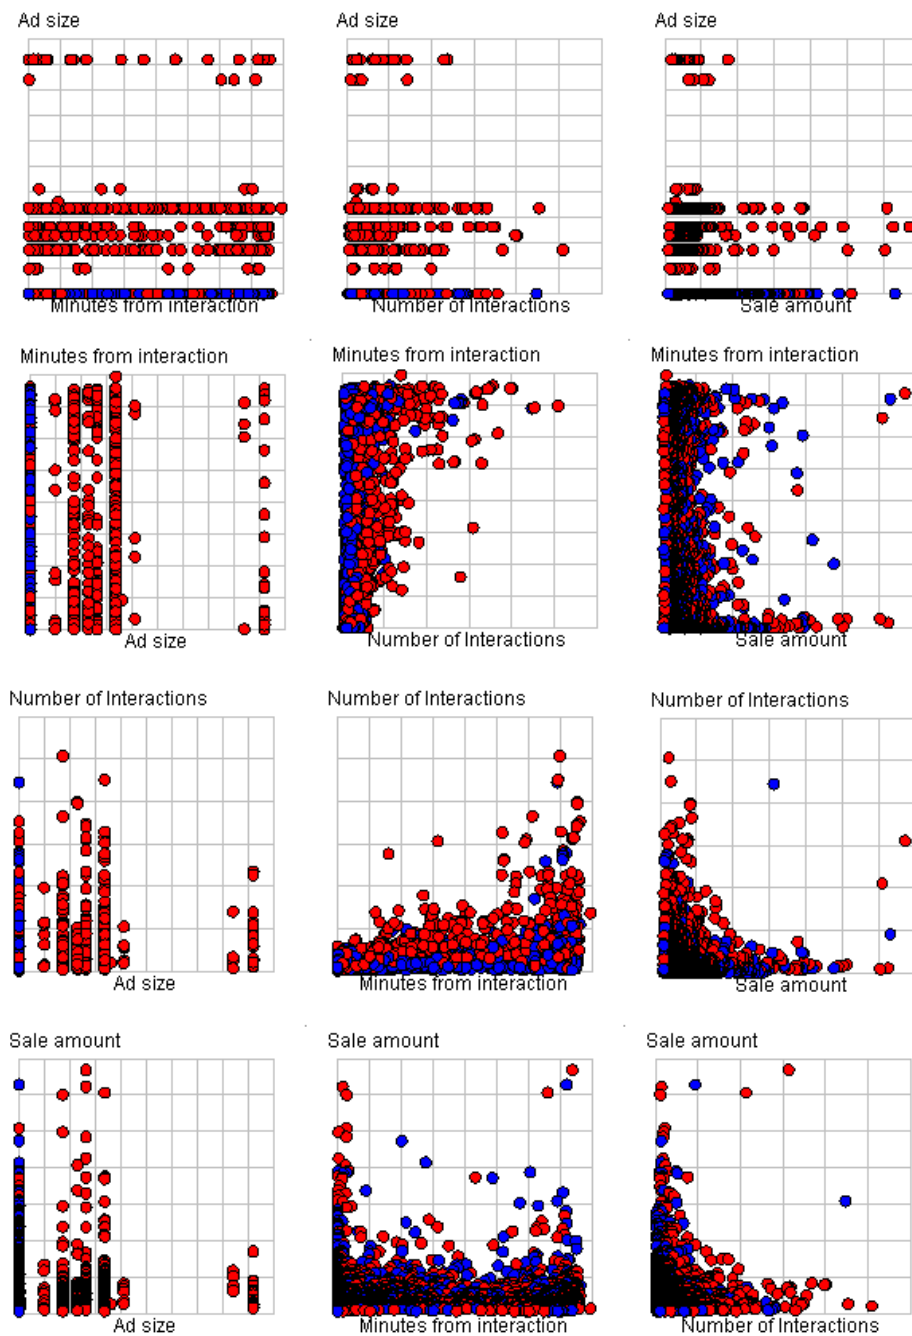 Ad size
Ad size
Ad size
Minutes from interaction
Number of Interactions
Sale amount
Minutes from interaction
Minutes from interaction
Minutes from interaction
Ad size
Number of Interactions
Sale amount
Number of Interactions
Number of Interactions
Number of Interactions
Ad size
Minutes from interaction
Sale amount
Sale amount
Sale amount
Sale amount
Ad size
Minutes from interaction
Number of Interactions